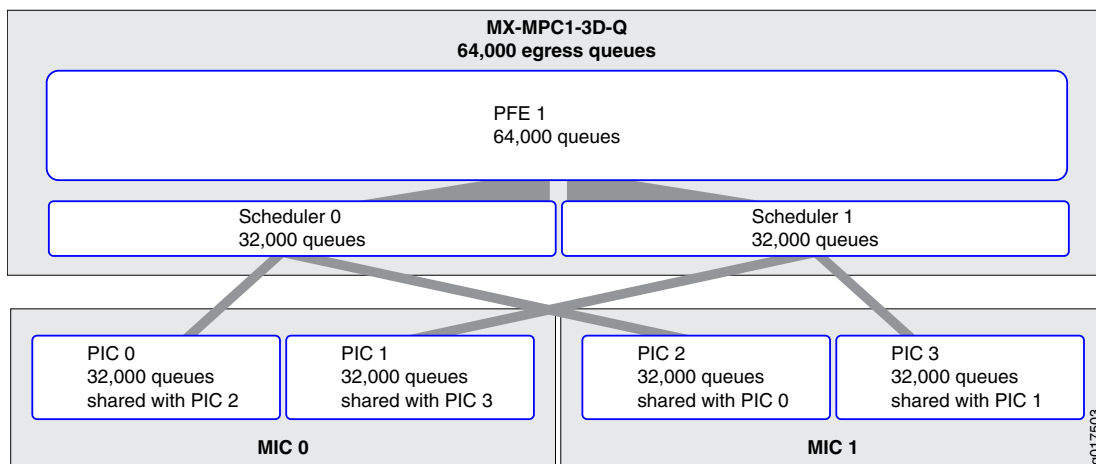 MX-MPC1-3D-Q
64,000 egress queues
PFE 1
64,000 queues
Scheduler 0
32,000 queues
Scheduler 1
32,000 queues
PIC 0
32,000 queues
shared with PIC 2
PIC 1
32,000 queues
shared with PIC 3
MIC 0
PIC 2
32,000 queues
shared with PIC 0
PIC 3
32,000 queues
shared with PIC 1
MIC 1
g017503